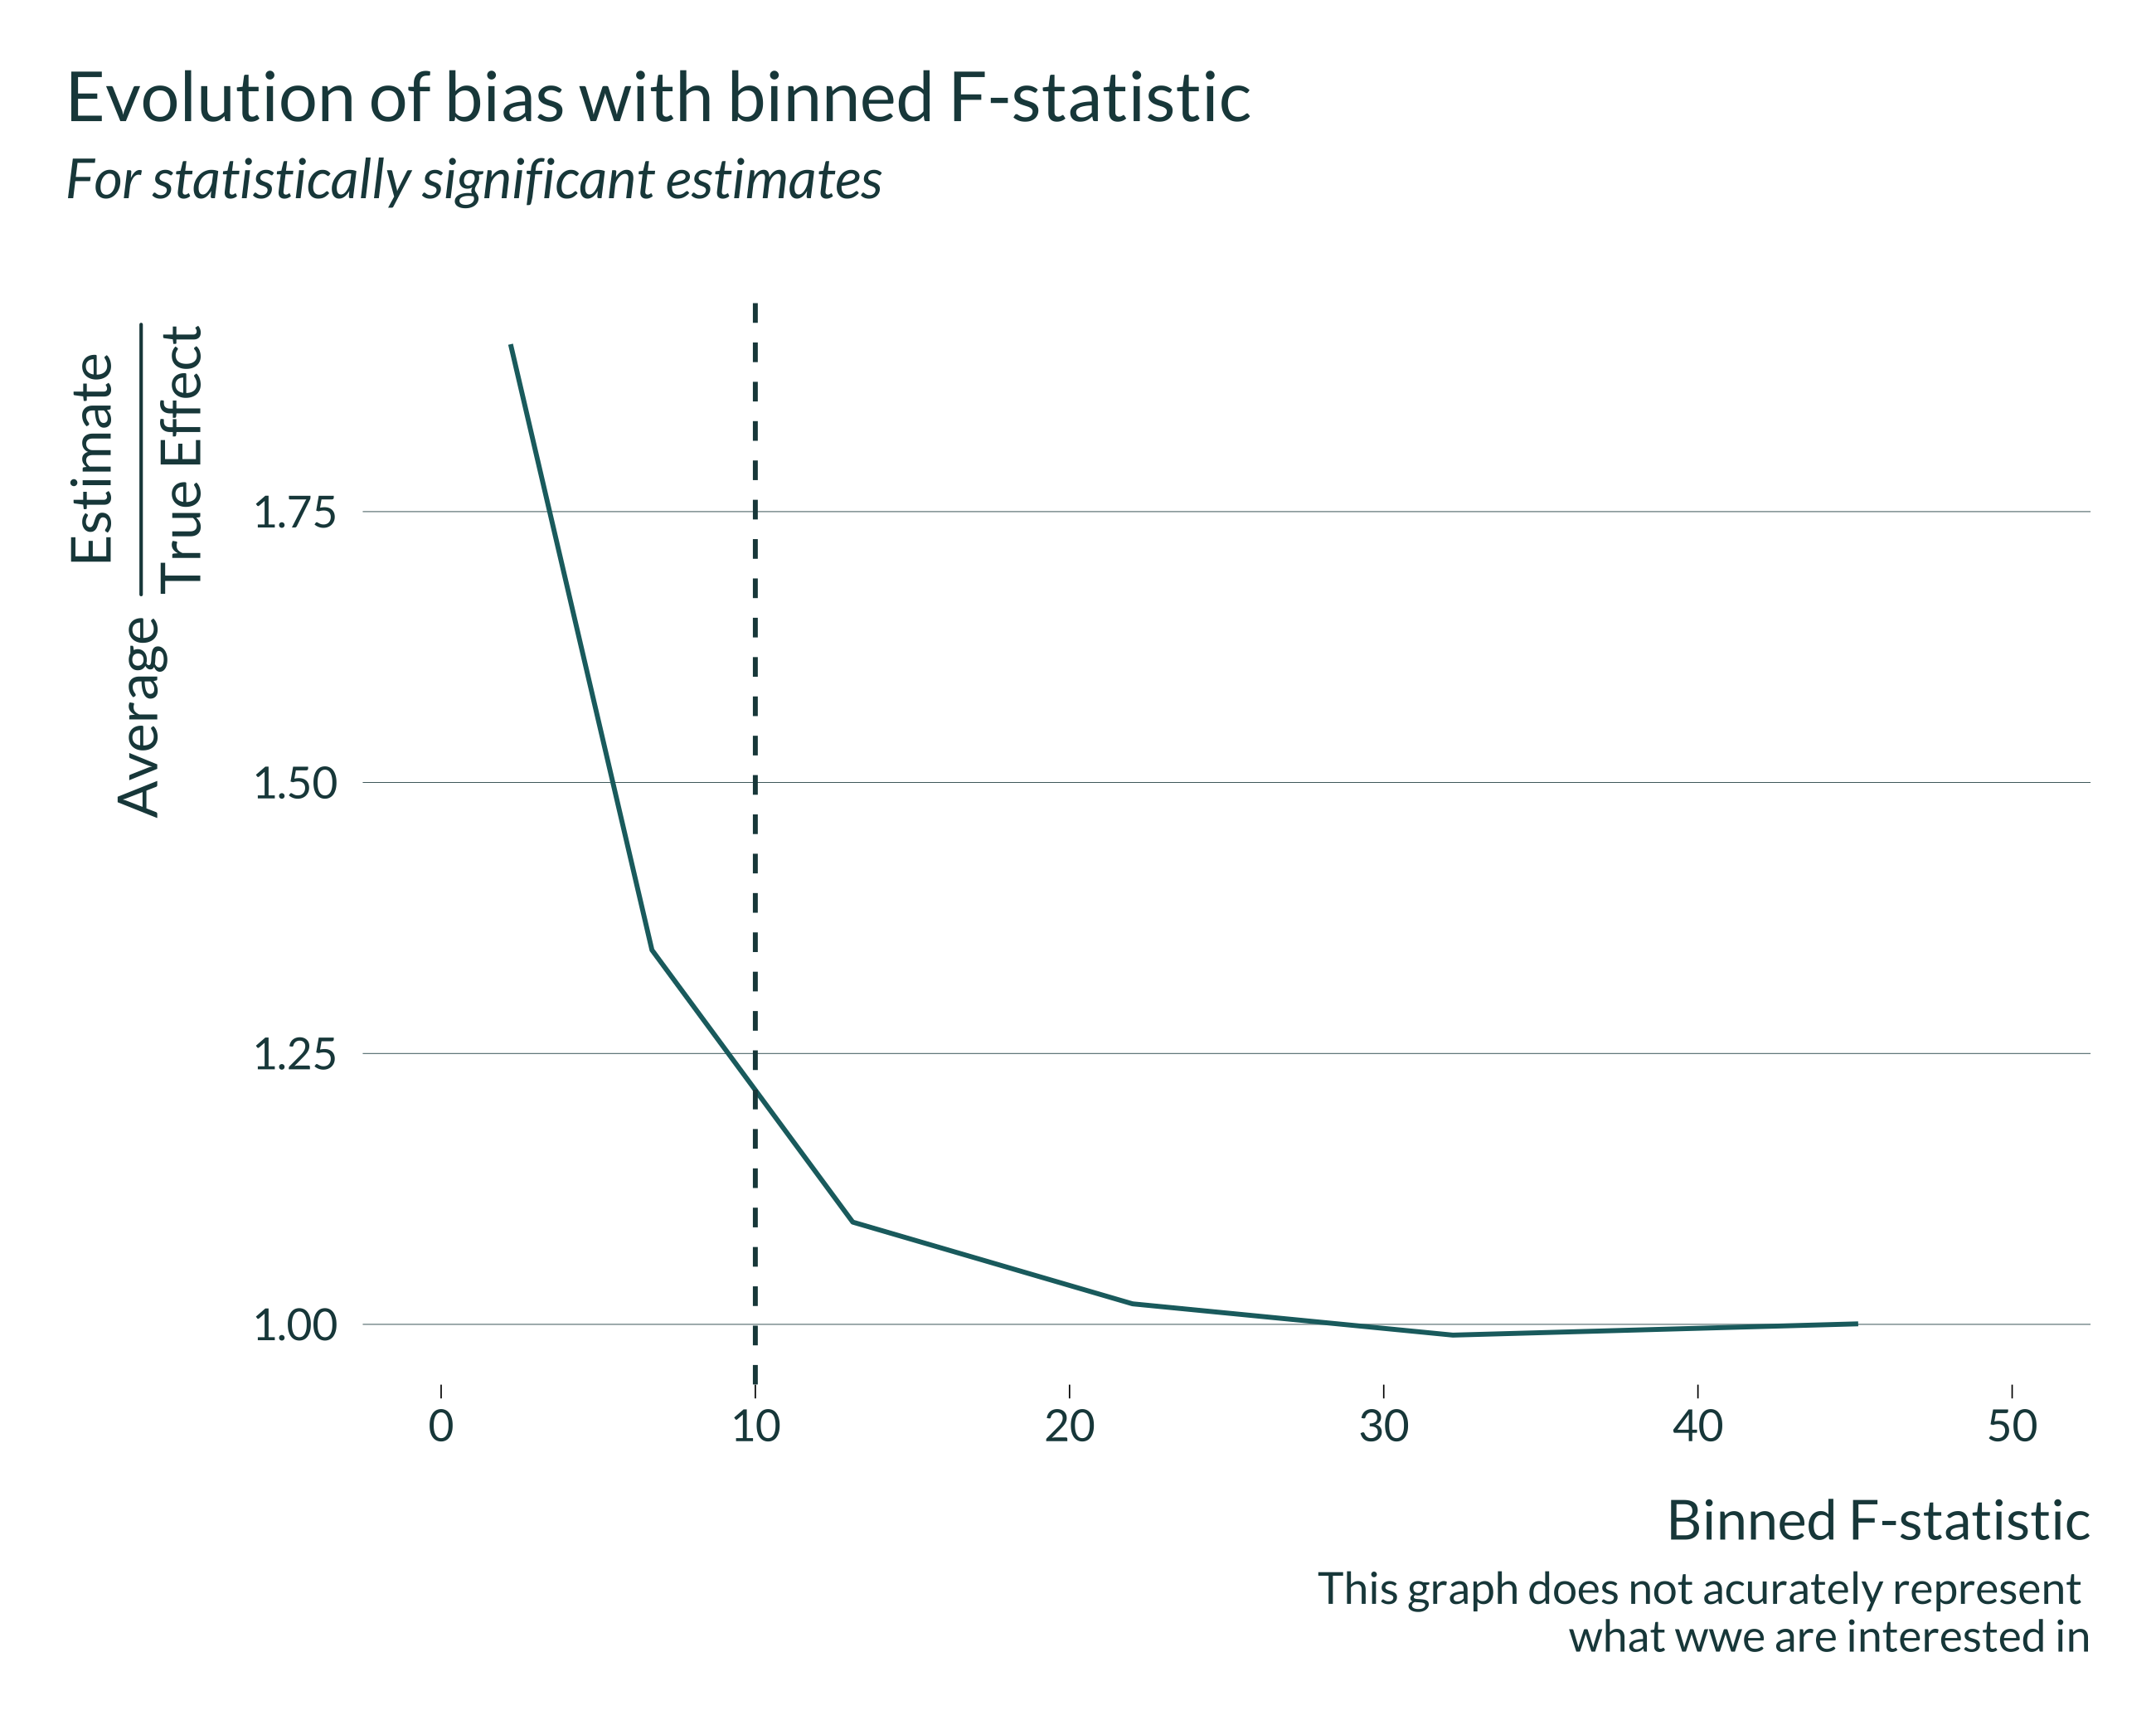 Evolution of bias with binned F-statistic
For statistically significant estimates
Average Estimate
True Effect
1.75
1.50
1.25
1.00
0 10 20 30 40 50
Binned F-statistic
This graph does not acurately represent
what wwe are interested in